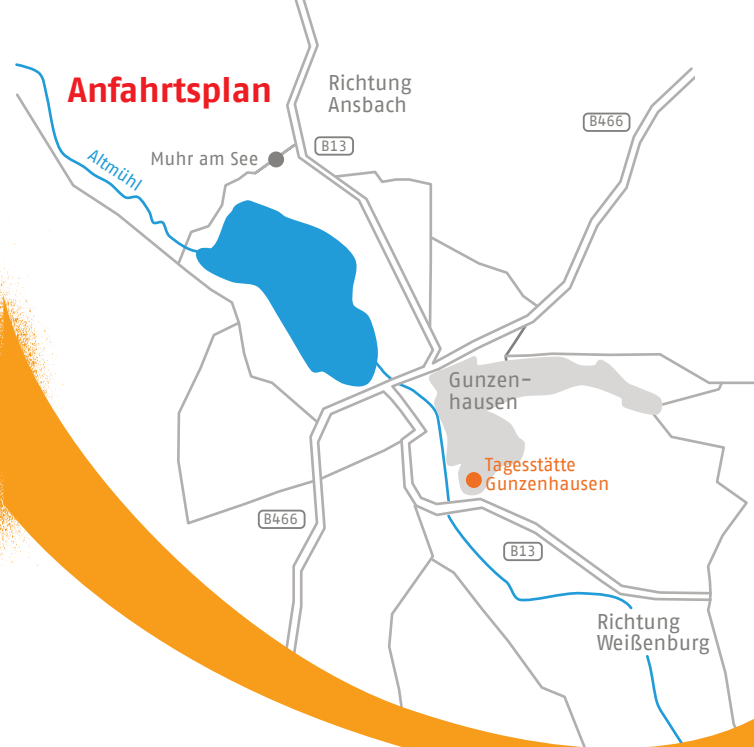 Anfahrtsplan
Richtung
Ansbach
B466
B13
Muhr am See
Altmühl
Gunzen-
hausen
Tagesstätte
Gunzenhausen
B466
B13
Richtung
Weißenburg